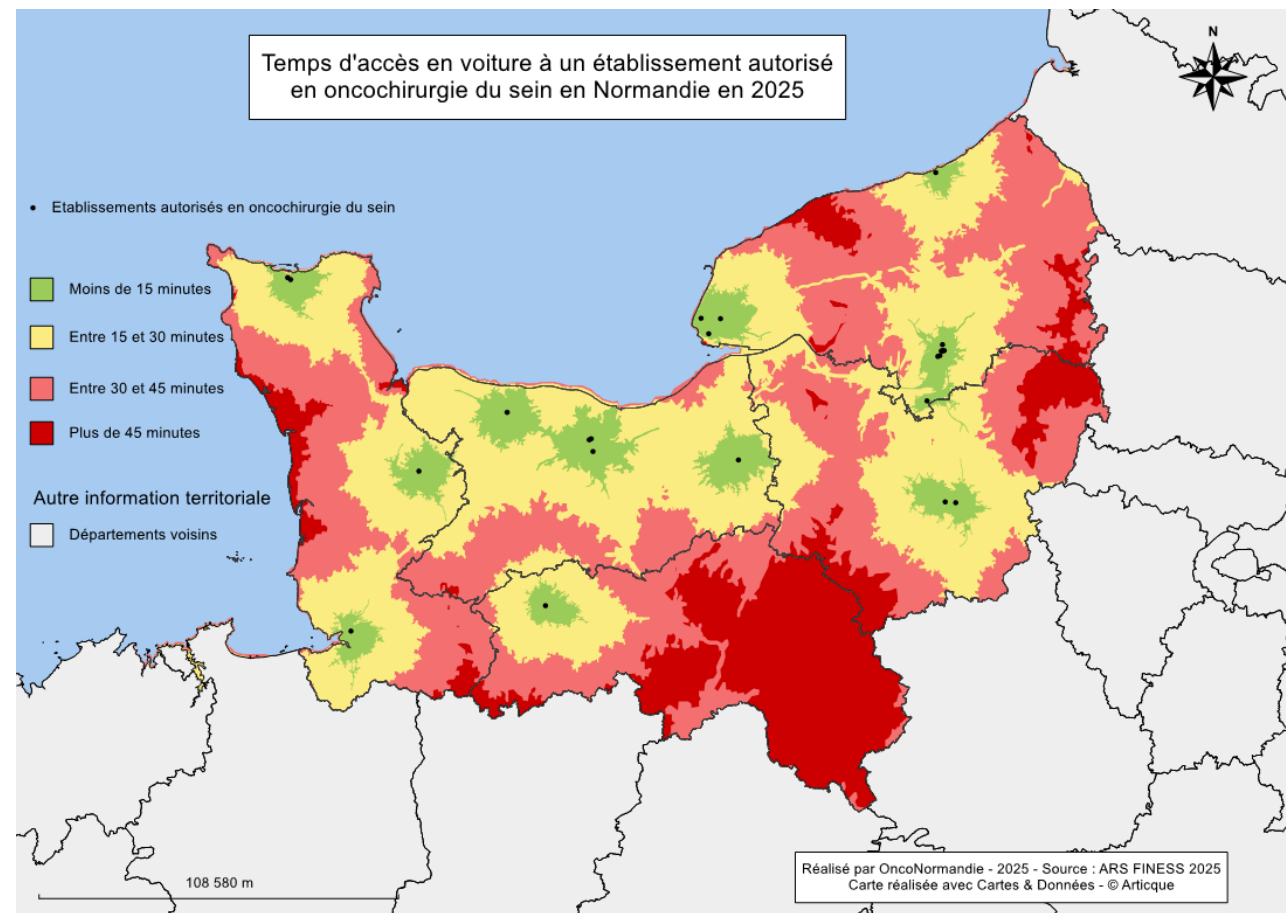 Temps d'accès en voiture à un établissement autorisé
en oncochirurgie du sein en Normandie en 2025
N
Etablissements autorisés en oncochirurgie du sein
Moins de 15 minutes
Entre 15 et 30 minutes
Entre 30 et 45 minutes
Plus de 45 minutes
Autre information territoriale
Départements voisins
108 580 m
Réalisé par OncoNormandie - 2025 - Source : ARS FINESS 2025
Carte réalisée avec Cartes & Données - © Articque